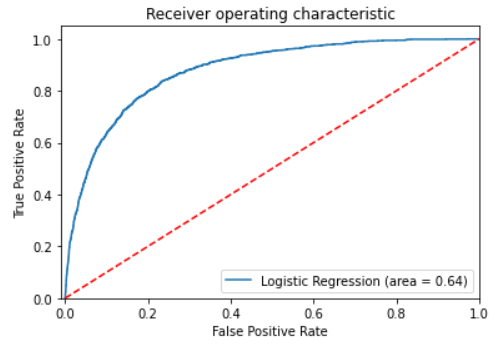 Receiver operating characteristic
1.0
0.8
0.6
0.4
0.2
0.0
True Positive Rate
Logistic Regression (area = 0.64)
0.0 0.2 0.4 0.6 0.8 1.0
False Positive Rate